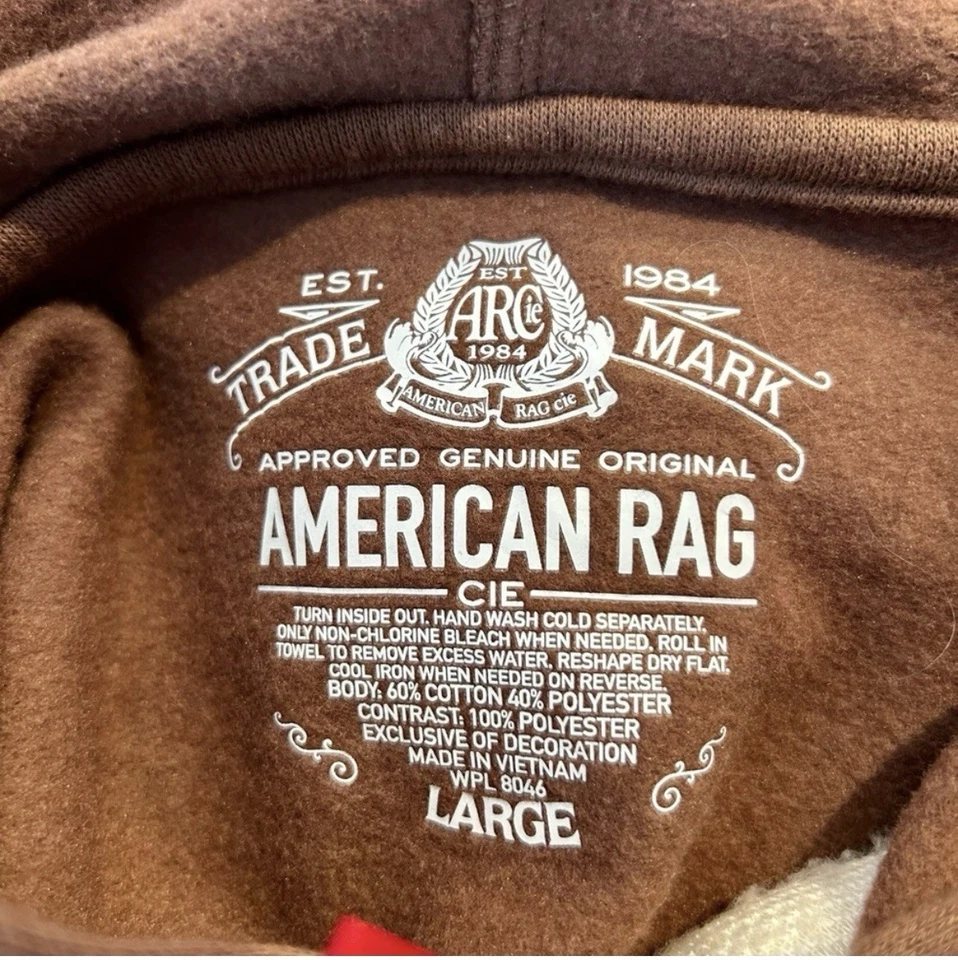 EST. 1984
TRADE MARK
EST
ARCie
1984
AMERICAN RAG cie
APPROVED GENUINE ORIGINAL
AMERICAN RAG
CIE
TURN INSIDE OUT. HAND WASH COLD SEPARATELY.
ONLY NON-CHLORINE BLEACH WHEN NEEDED. ROLL IN
TOWEL TO REMOVE EXCESS WATER. RESHAPE DRY FLAT.
COOL IRON WHEN NEEDED ON REVERSE.
BODY: 60% COTTON 40% POLYESTER
CONTRAST: 100% POLYESTER
EXCLUSIVE OF DECORATION
MADE IN VIETNAM
WPL 8046
LARGE